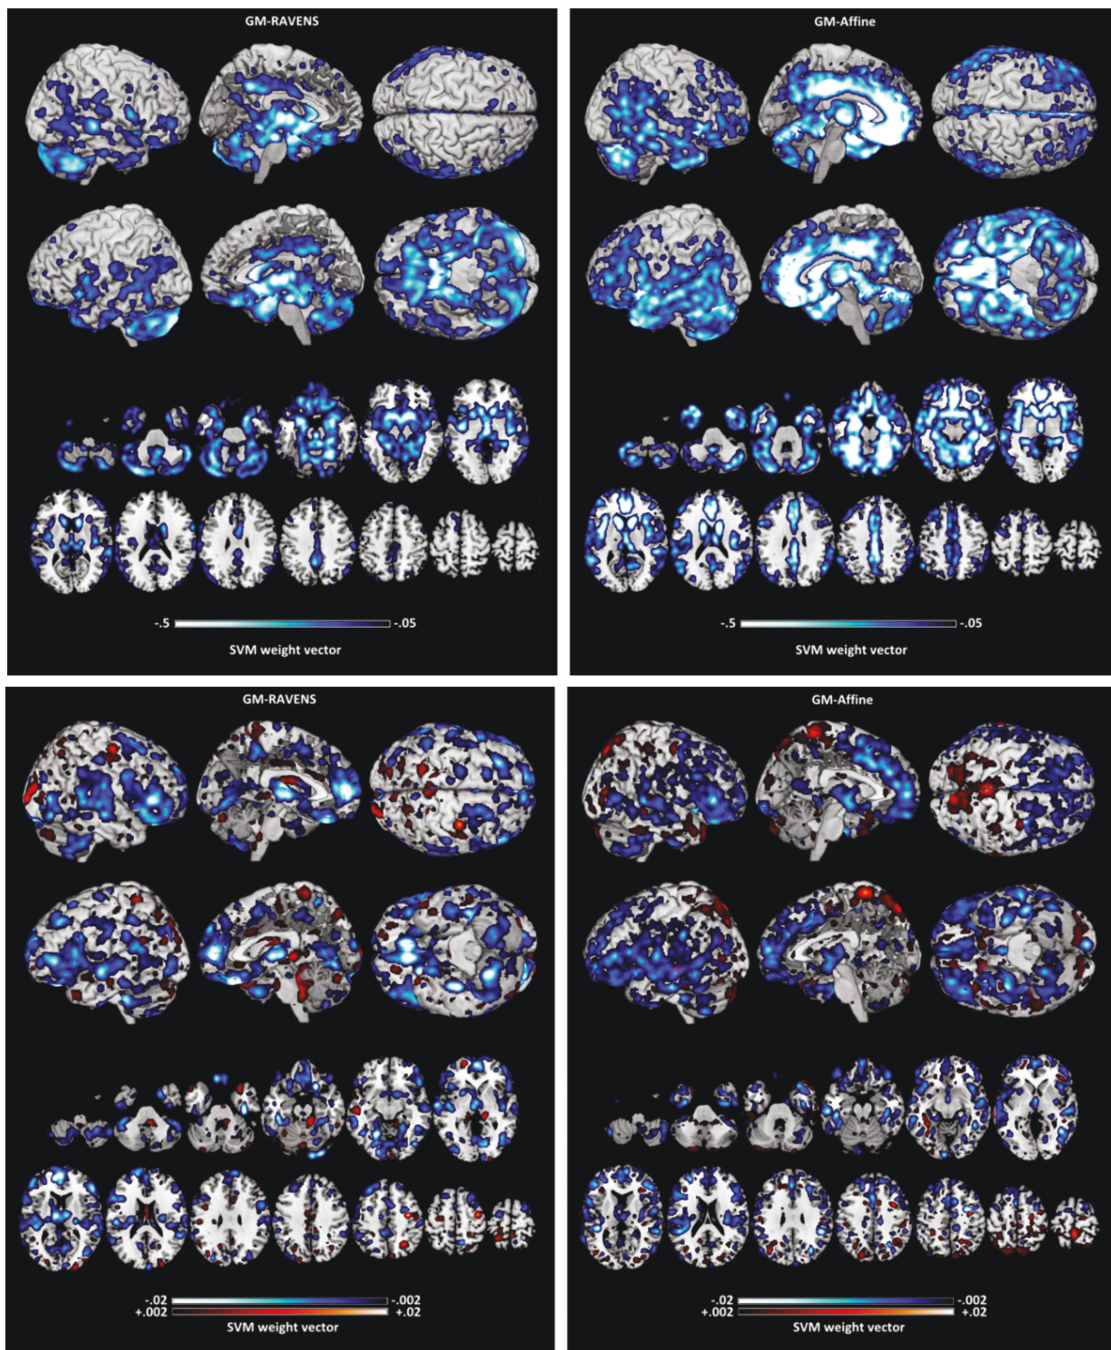 GM-RAVENS
GM-Affine
-.5 -.05
SVM weight vector
-.5 -.05
SVM weight vector
GM-RAVENS
GM-Affine
-.02 -.002
+.002 +.02
SVM weight vector
-.02 -.002
+.002 +.02
SVM weight vector